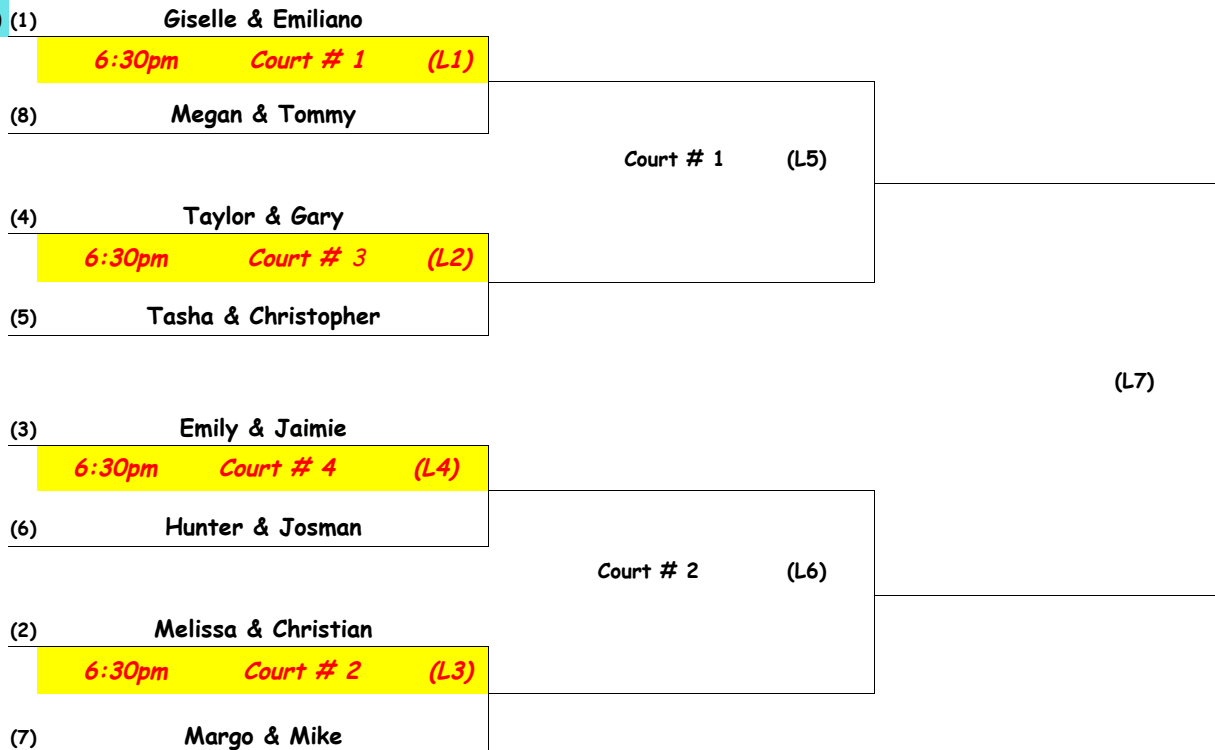 ) (1) Giselle & Emiliano
6:30pm Court # 1 (L1)
(8) Megan & Tommy
Court # 1 (L5)
(4) Taylor & Gary
6:30pm Court # 3 (L2)
(5) Tasha & Christopher
(L7)
(3) Emily & Jaimie
6:30pm Court # 4 (L4)
(6) Hunter & Josman
Court # 2 (L6)
(2) Melissa & Christian
6:30pm Court # 2 (L3)
(7) Margo & Mike